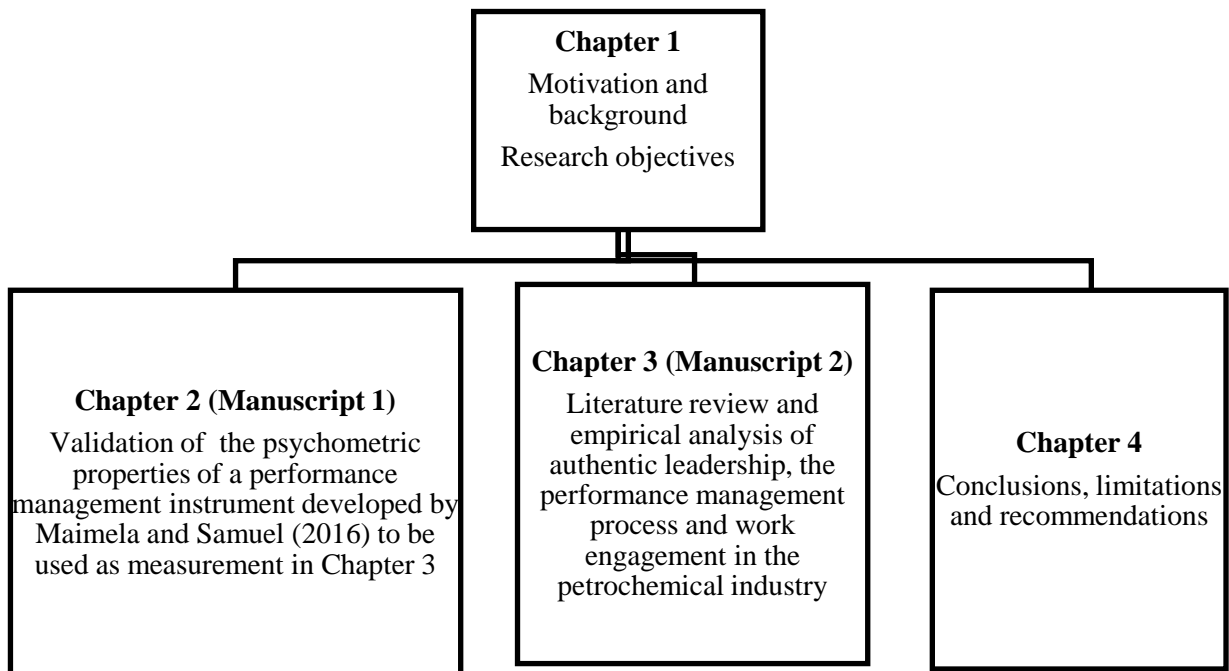 Chapter 1
Motivation and
background
Research objectives
Chapter 2 (Manuscript 1)
Validation of the psychometric
properties of a performance
management instrument developed by
Maimela and Samuel (2016) to be
used as measurement in Chapter 3
Chapter 3 (Manuscript 2)
Literature review and
empirical analysis of
authentic leadership, the
performance management
process and work
engagement in the
petrochemical industry
Chapter 4
Conclusions, limitations
and recommendations